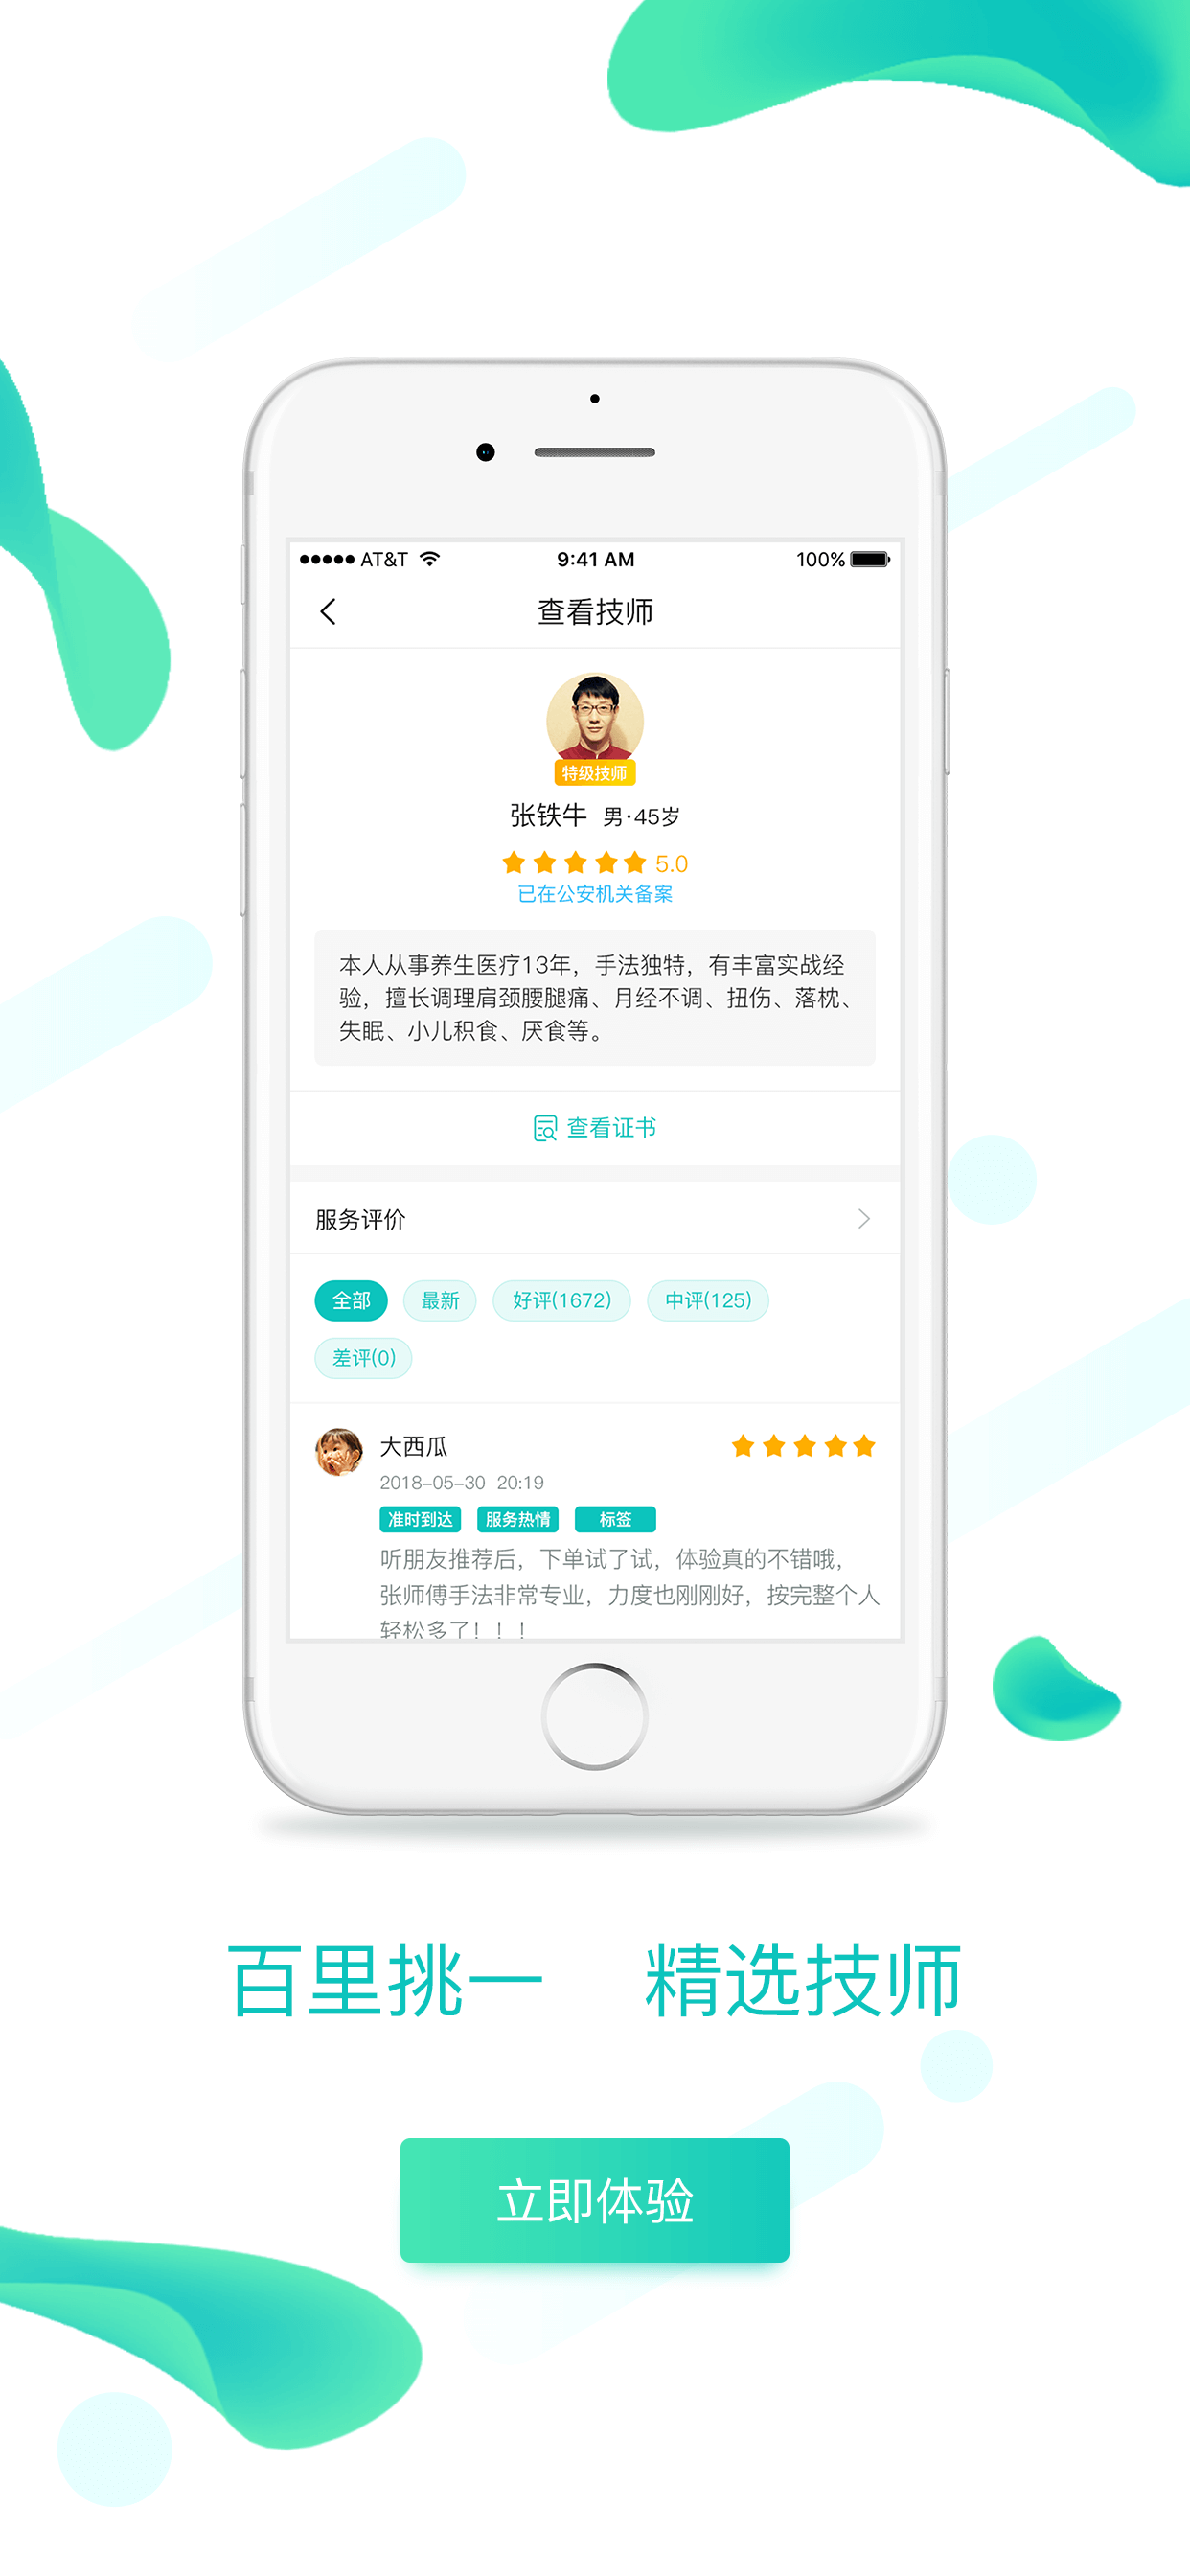 AT&T 9:41 AM 100%
查看技师
特级技师
张铁牛 男·45岁
5.0
已在公安机关备案
本人从事养生医疗13年，手法独特，有丰富实战经
验，擅长调理肩颈腰腿痛、月经不调、扭伤、落枕、
失眠、小儿积食、厌食等。
查看证书
服务评价
全部 最新 好评(1672) 中评(125)
差评(0)
大西瓜
2018-05-30 20:19
准时到达 服务热情 标签
听朋友推荐后，下单试了试，体验真的不错哦，
张师傅手法非常专业，力度也刚刚好，按完整个人
轻松多了！！！
百里挑一 精选技师
立即体验